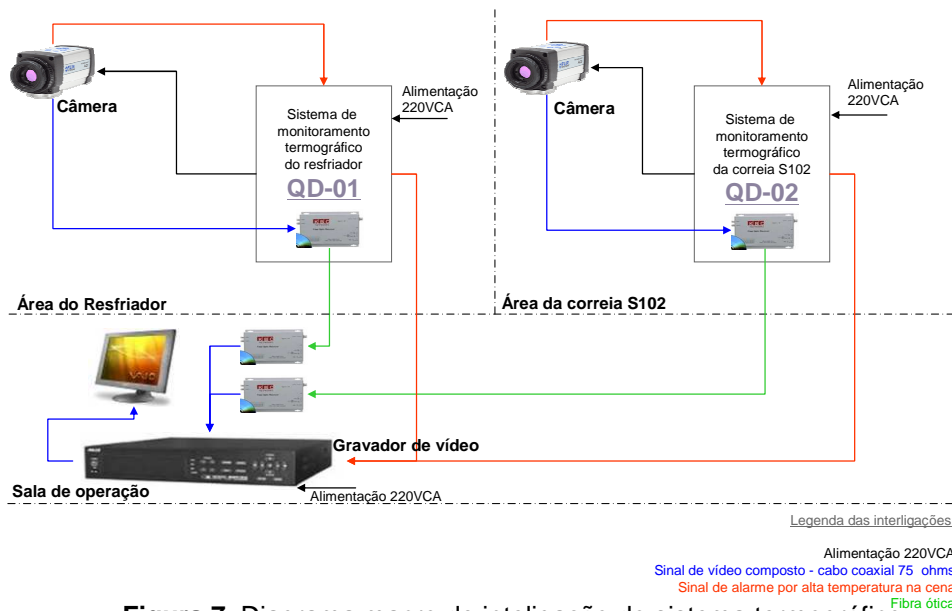 Câmera
Alimentação
220VCA
Sistema de
monitoramento
termográfico
do resfriador
QD-01
Área do Resfriador
Câmera
Alimentação
220VCA
Sistema de
monitoramento
termográfico
da correia S102
QD-02
Área da correia S102
VAIO
Gravador de vídeo
Sala de operação
Alimentação 220VCA
Legenda das interligações
Alimentação 220VCA
Sinal de vídeo composto - cabo coaxial 75 ohms
Sinal de alarme por alta temperatura na cena
Fibra ótica